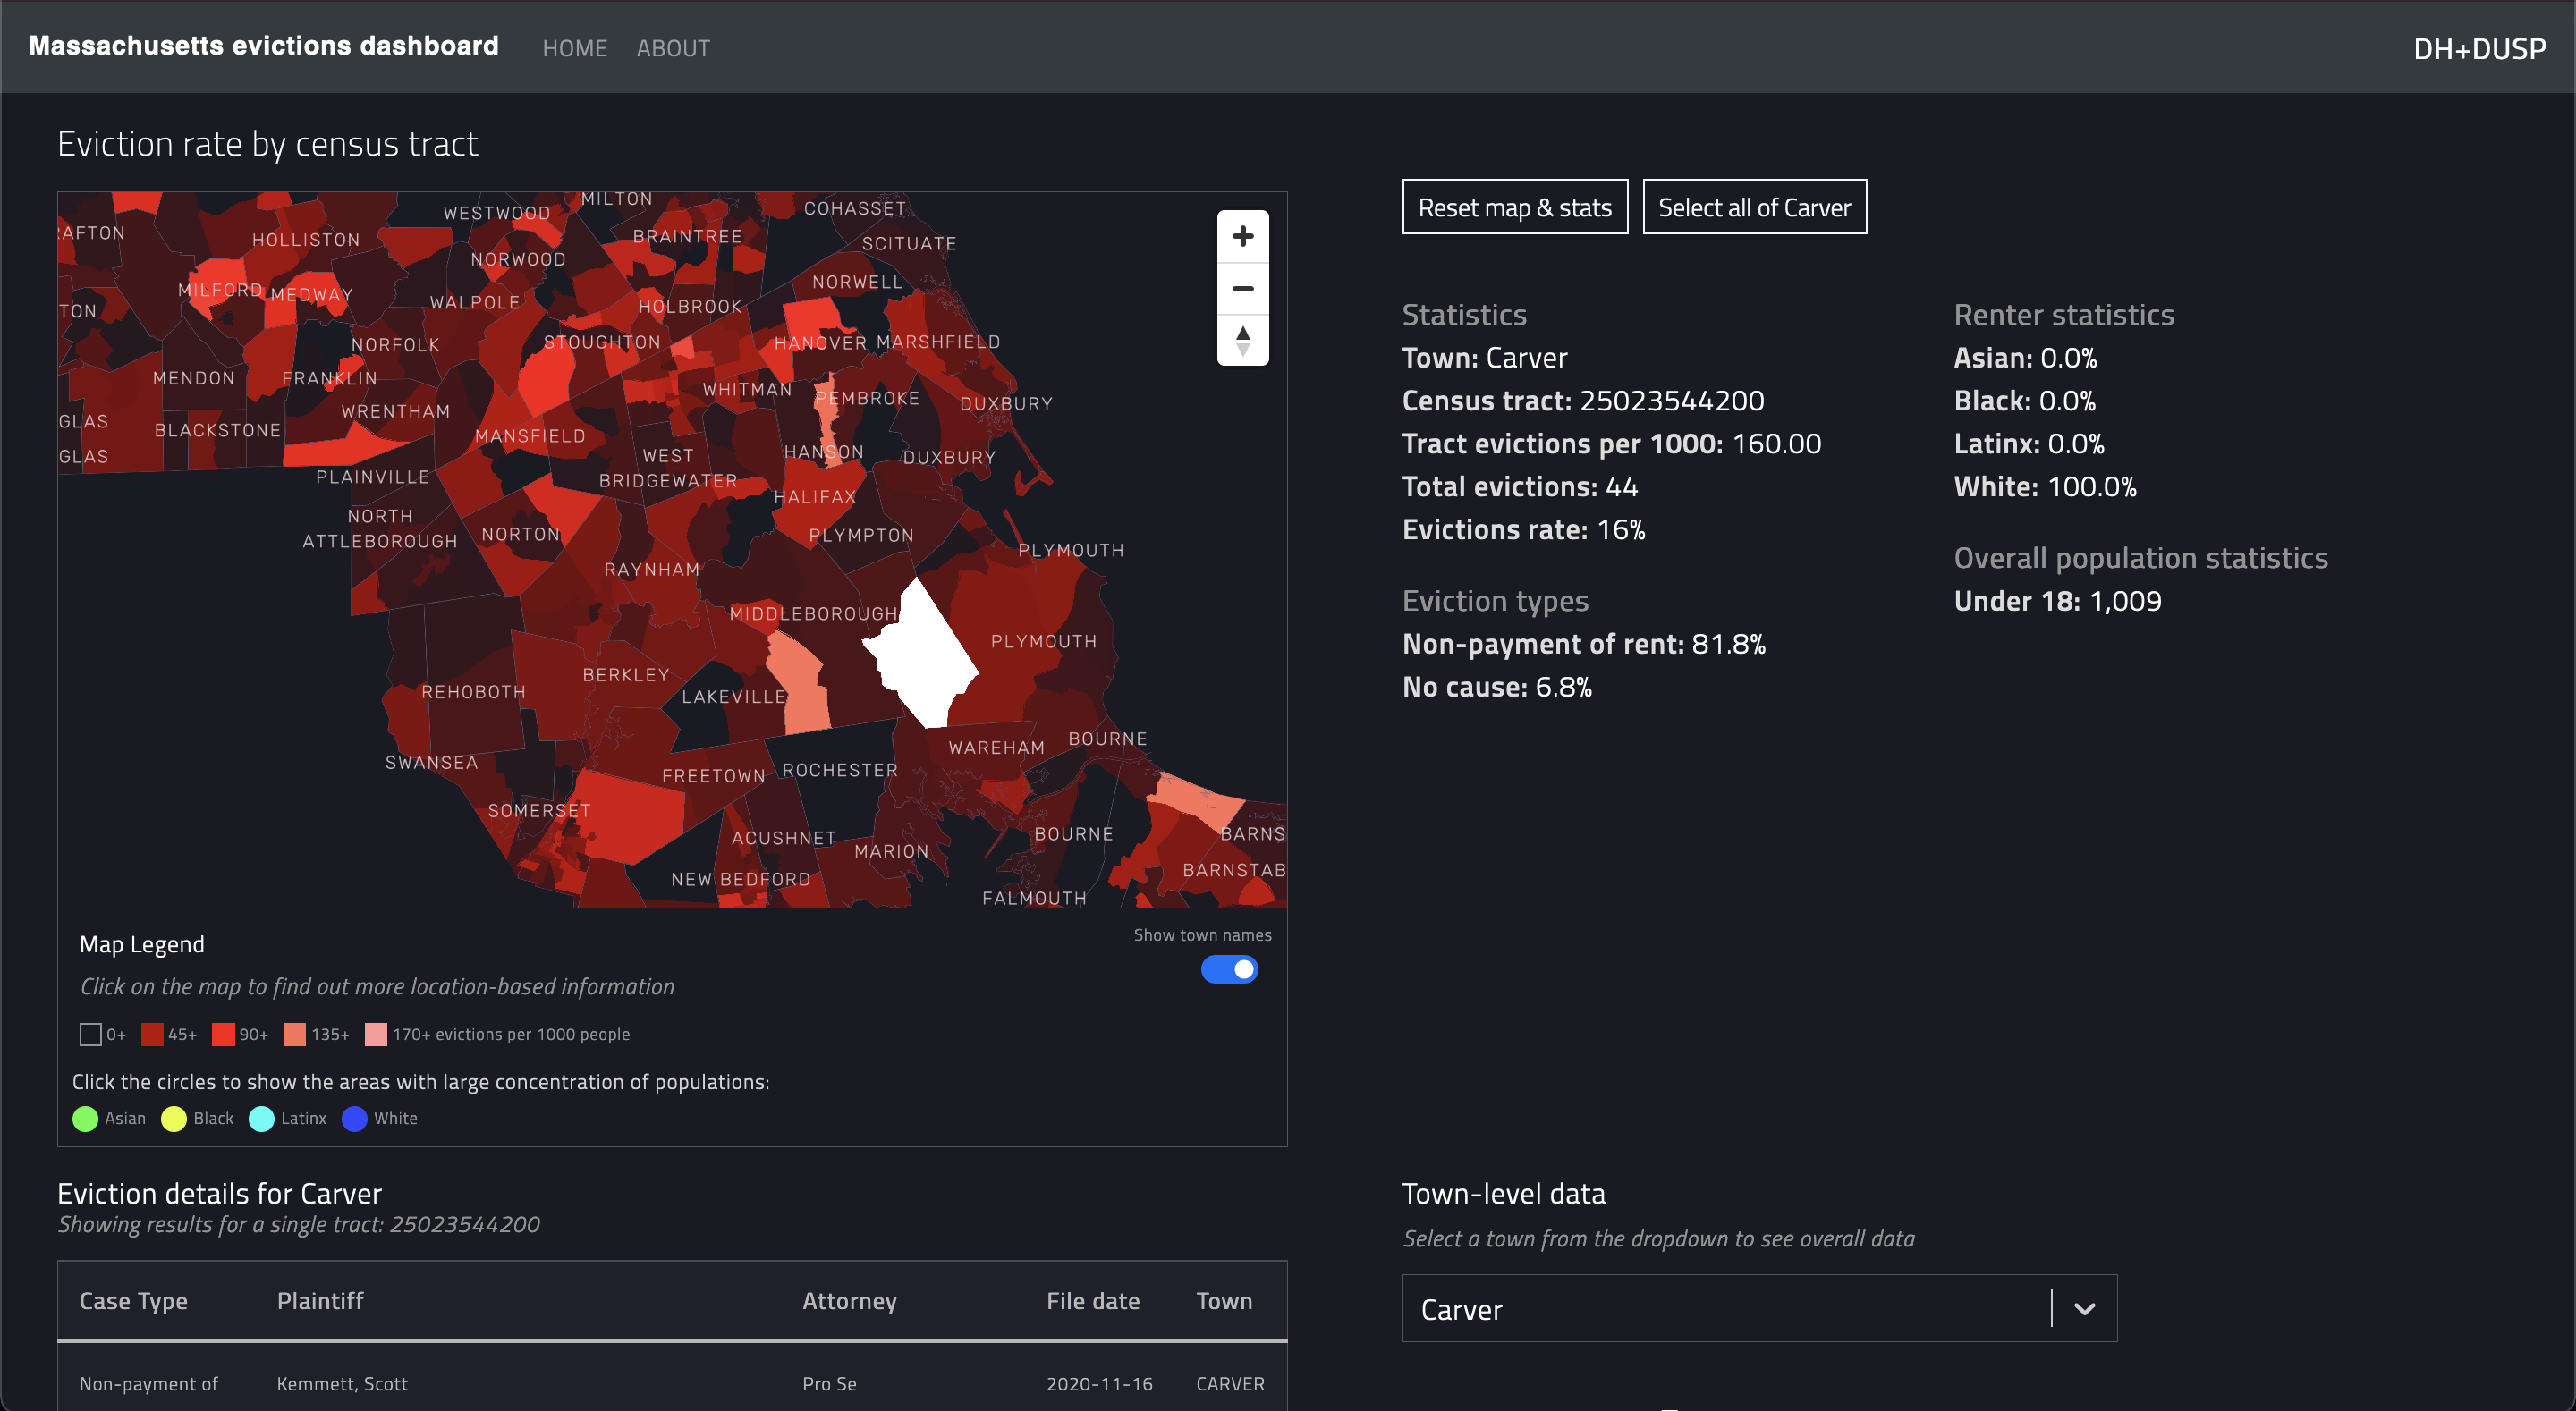 Massachusetts evictions dashboard HOME ABOUT DH+DUSP
Eviction rate by census tract
MILTON
COHASSET
WESTWOOD
RAFTON
HOLLISTON
BRAINTREE
SCITUATE
NORWOOD
NORWELL
MILFORD
MEDWAY
WALPOLE
HOLBROOK
TON
NORFOLK
STOUGHTON
HANOVER
MARSHFIELD
MENDON
FRANKLIN
WHITMAN
PEMBROKE
DUXBURY
WRENTHAM
GLAS
BLACKSTONE
MANSFIELD
HANSON
DUXBURY
GLAS
WEST
BRIDGEWATER
PLAINVILLE
HALIFAX
NORTH
ATTLEBOROUGH
NORTON
PLYMPTON
PLYMOUTH
RAYNHAM
MIDDLEBOROUGH
PLYMOUTH
BERKLEY
REHOBOTH
LAKEVILLE
WAREHAM
BOURNE
SWANSEA
FREETOWN
ROCHESTER
SOMERSET
ACUSHNET
BOURNE
BARNS
MARION
BARNSTAB
NEW BEDFORD
FALMOUTH
Map Legend
Show town names
Click on the map to find out more location-based information
0+ 45+ 90+ 135+ 170+ evictions per 1000 people
Click the circles to show the areas with large concentration of populations:
Asian Black Latinx White
Reset map & stats Select all of Carver
Statistics
Town: Carver
Census tract: 25023544200
Tract evictions per 1000: 160.00
Total evictions: 44
Evictions rate: 16%
Eviction types
Non-payment of rent: 81.8%
No cause: 6.8%
Renter statistics
Asian: 0.0%
Black: 0.0%
Latinx: 0.0%
White: 100.0%
Overall population statistics
Under 18: 1,009
Eviction details for Carver
Showing results for a single tract: 25023544200
Case Type Plaintiff Attorney File date Town
Non-payment of Kemmett, Scott Pro Se 2020-11-16 CARVER
Town-level data
Select a town from the dropdown to see overall data
Carver